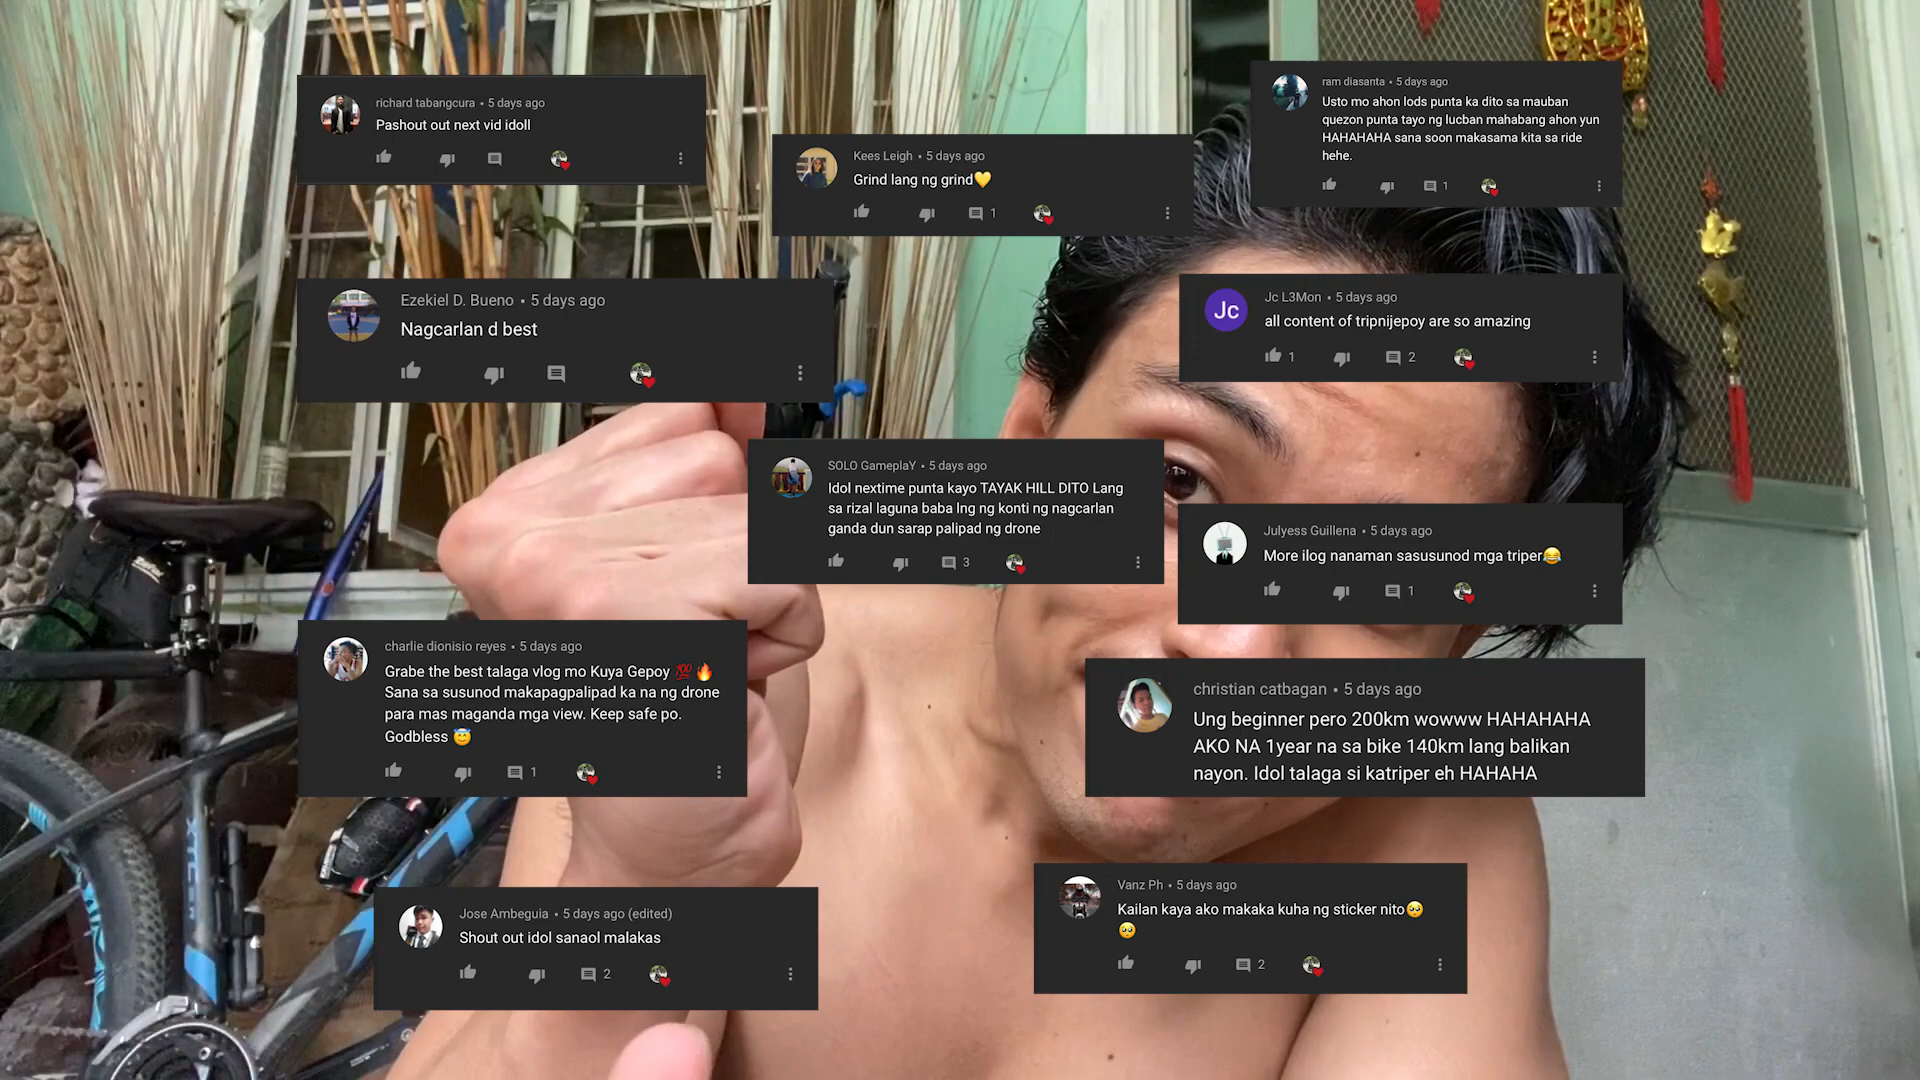 richard tabangcura • 5 days ago
Pashout out next vid idoll
Kees Leigh • 5 days ago
Grind lang ng grind💛
1
ram diasanta • 5 days ago
Usto mo ahon lods punta ka dito sa mauban
quezon punta tayo ng lucban mahabang ahon yun
HAHAHAHA sana soon makasama kita sa ride
hehe.
1
Ezekiel D. Bueno • 5 days ago
Nagcarlan d best
Jc
Jc L3Mon • 5 days ago
all content of tripnijepoy are so amazing
1 2
SOLO GameplaY • 5 days ago
Idol nextime punta kayo TAYAK HILL DITO Lang
sa rizal laguna baba lng ng konti ng nagcarlan
ganda dun sarap palipad ng drone
3
Julyess Guillena • 5 days ago
More ilog nanaman sasusunod mga triper😂
1
charlie dionisio reyes • 5 days ago
Grabe the best talaga vlog mo Kuya Gepoy 💯🔥
Sana sa susunod makapagpalipad ka na ng drone
para mas maganda mga view. Keep safe po.
Godbless 😇
1
christian catbagan • 5 days ago
Ung beginner pero 200km wowww HAHAHAHA
AKO NA 1year na sa bike 140km lang balikan
nayon. Idol talaga si katriper eh HAHAHA
Jose Ambeguia • 5 days ago (edited)
Shout out idol sanaol malakas
2
Vanz Ph • 5 days ago
Kailan kaya ako makaka kuha ng sticker nito🥺
🥺
2
XTC